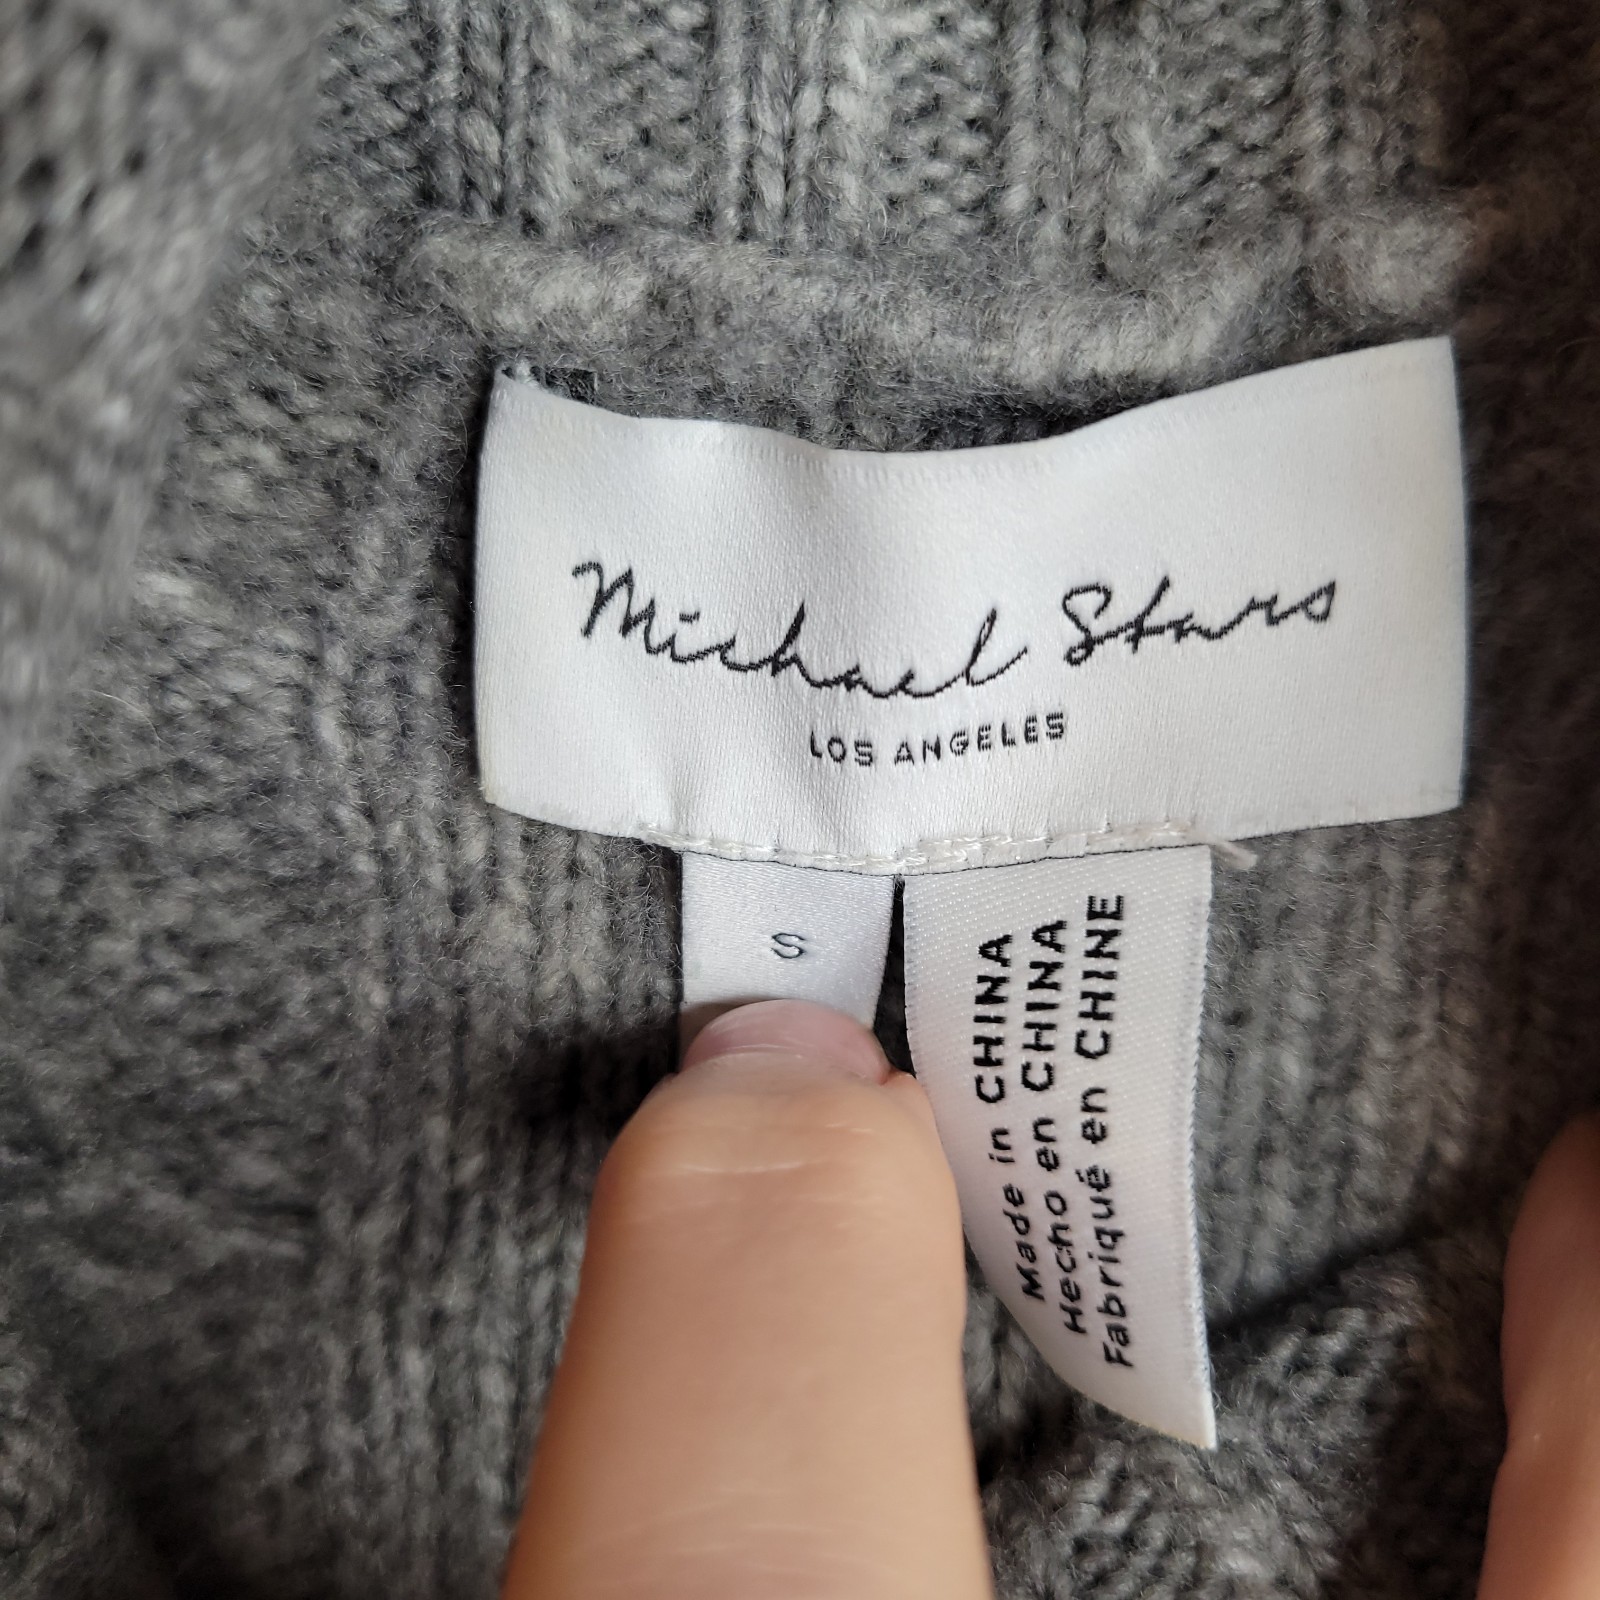 Michael Stars
LOS ANGELES
S
Made in CHINA
Hecho en CHINA
Fabriqué en CHINE